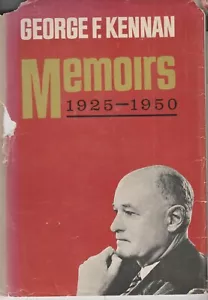 GEORGE F. KENNAN
Memoirs
1925–1950